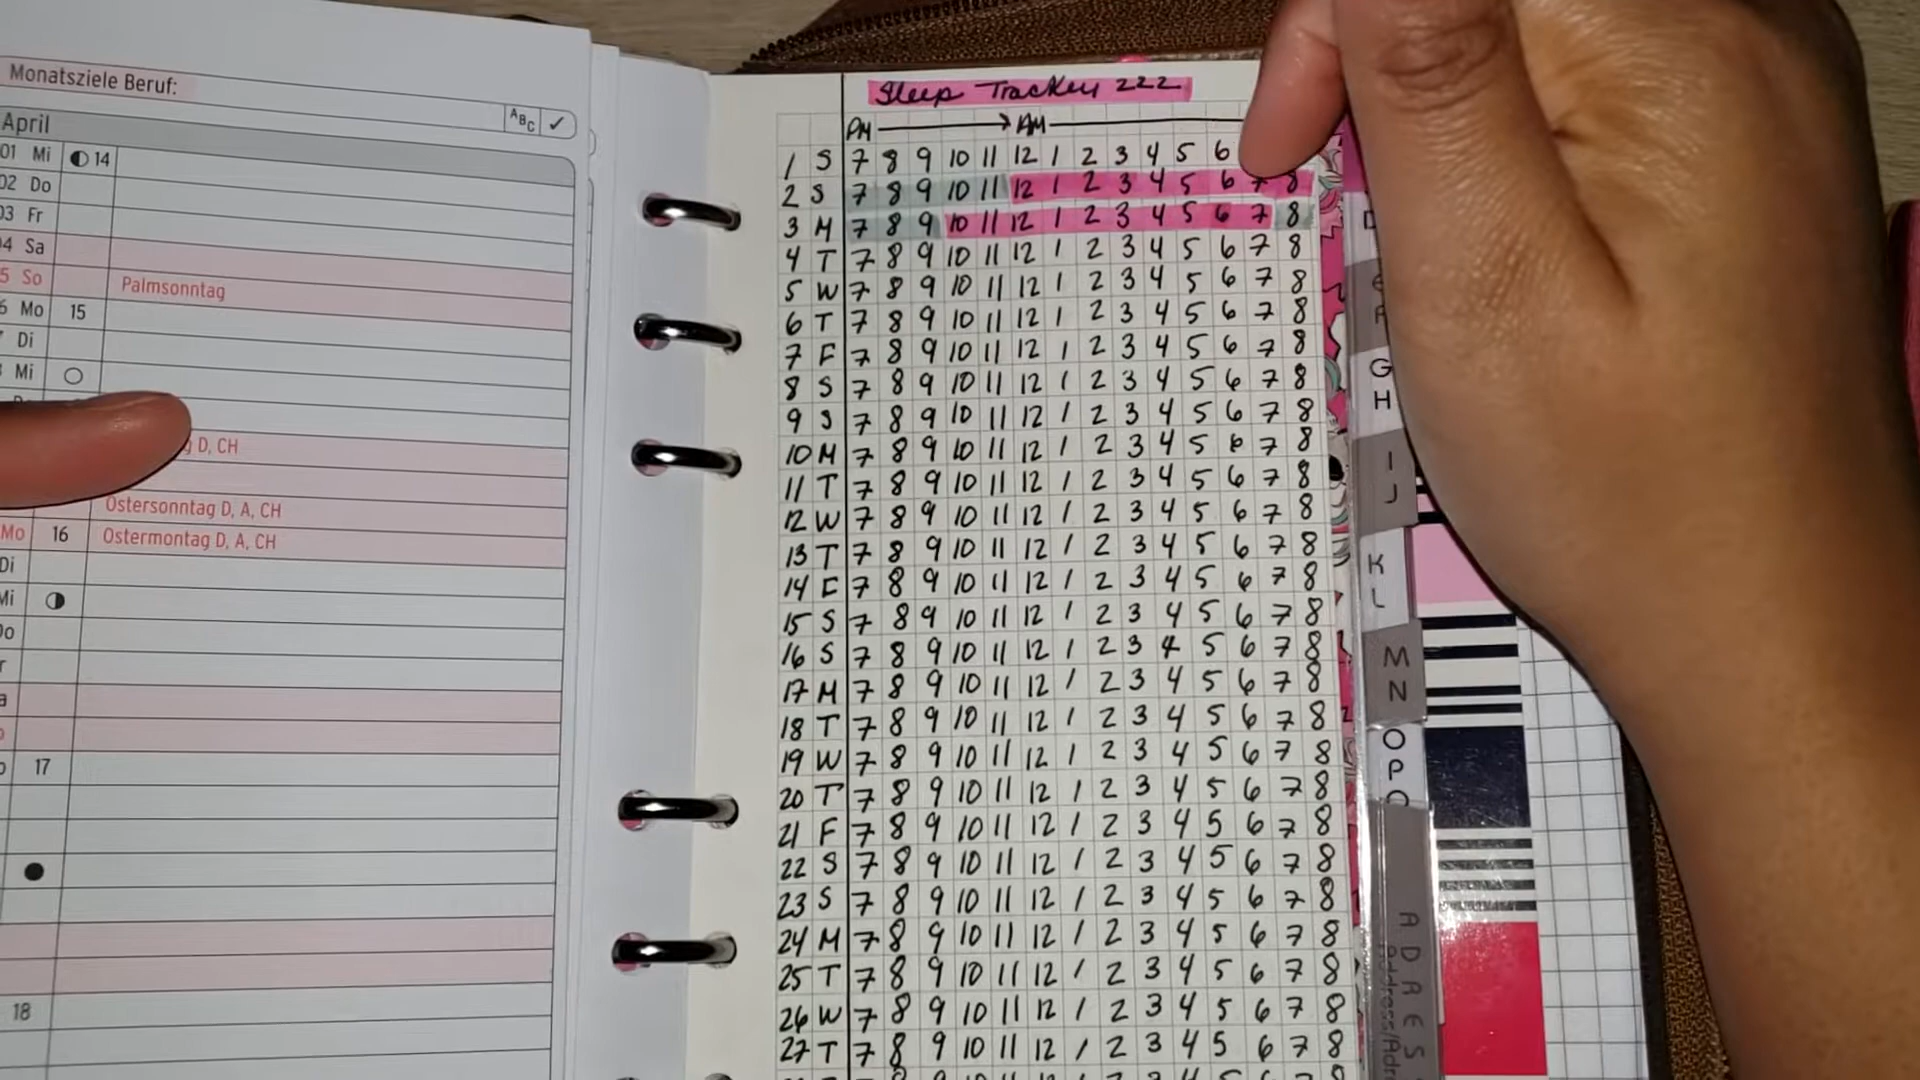 Monatsziele Beruf:
April ABC ✓
01 Mi 14
02 Do
03 Fr
04 Sa
5 So Palmsonntag
6 Mo 15
Di
Mi
D, CH
Ostersonntag D, A, CH
Mo 16 Ostermontag D, A, CH
Di
Mi
Do
17
18
Sleep Tracker zzz
PM → AM
1 S 7 8 9 10 11 12 1 2 3 4 5 6
2 S 7 8 9 10 11 12 1 2 3 4 5 6 7 8
3 M 7 8 9 10 11 12 1 2 3 4 5 6 7 8
4 T 7 8 9 10 11 12 1 2 3 4 5 6 7 8
5 W 7 8 9 10 11 12 1 2 3 4 5 6 7 8
6 T 7 8 9 10 11 12 1 2 3 4 5 6 7 8
7 F 7 8 9 10 11 12 1 2 3 4 5 6 7 8
8 S 7 8 9 10 11 12 1 2 3 4 5 6 7 8
9 S 7 8 9 10 11 12 1 2 3 4 5 6 7 8
10 M 7 8 9 10 11 12 1 2 3 4 5 6 7 8
11 T 7 8 9 10 11 12 1 2 3 4 5 6 7 8
12 W 7 8 9 10 11 12 1 2 3 4 5 6 7 8
13 T 7 8 9 10 11 12 1 2 3 4 5 6 7 8
14 F 7 8 9 10 11 12 1 2 3 4 5 6 7 8
15 S 7 8 9 10 11 12 1 2 3 4 5 6 7 8
16 S 7 8 9 10 11 12 1 2 3 4 5 6 7 8
17 M 7 8 9 10 11 12 1 2 3 4 5 6 7 8
18 T 7 8 9 10 11 12 1 2 3 4 5 6 7 8
19 W 7 8 9 10 11 12 1 2 3 4 5 6 7 8
20 T 7 8 9 10 11 12 1 2 3 4 5 6 7 8
21 F 7 8 9 10 11 12 1 2 3 4 5 6 7 8
22 S 7 8 9 10 11 12 1 2 3 4 5 6 7 8
23 S 7 8 9 10 11 12 1 2 3 4 5 6 7 8
24 M 7 8 9 10 11 12 1 2 3 4 5 6 7 8
25 T 7 8 9 10 11 12 1 2 3 4 5 6 7 8
26 W 7 8 9 10 11 12 1 2 3 4 5 6 7 8
27 T 7 8 9 10 11 12 1 2 3 4 5 6 7 8
G
H
I
J
K
L
M
N
O
P
ADRES
Address/Adr